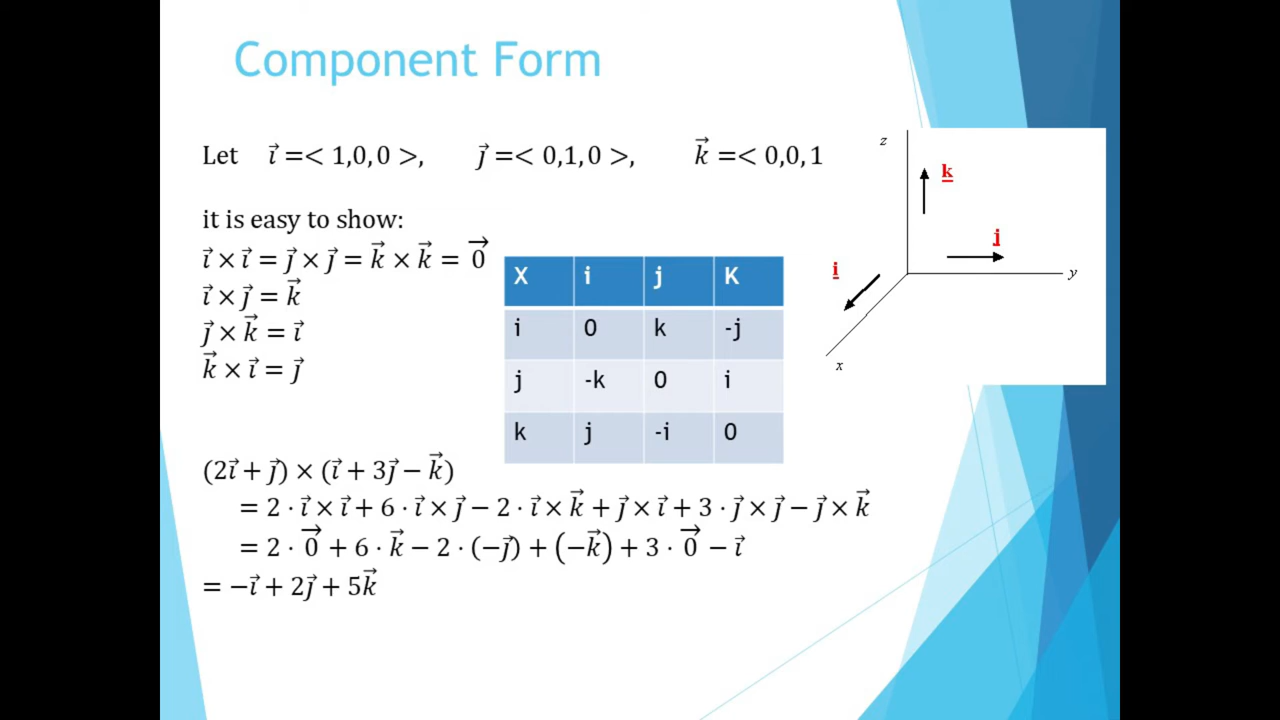 Component Form
Let i⃗ =< 1,0,0 >, j⃗ =< 0,1,0 >, k⃗ =< 0,0,1
it is easy to show:
i⃗ × i⃗ = j⃗ × j⃗ = k⃗ × k⃗ = 0⃗
i⃗ × j⃗ = k⃗
j⃗ × k⃗ = i⃗
k⃗ × i⃗ = j⃗
X i j K
i 0 k -j
j -k 0 i
k j -i 0
z
k
j
i
y
x
(2i⃗ + j⃗) × (i⃗ + 3j⃗ − k⃗)
= 2 · i⃗ × i⃗ + 6 · i⃗ × j⃗ − 2 · i⃗ × k⃗ + j⃗ × i⃗ + 3 · j⃗ × j⃗ − j⃗ × k⃗
= 2 · 0⃗ + 6 · k⃗ − 2 · (−j⃗) + (−k⃗) + 3 · 0⃗ − i⃗
= −i⃗ + 2j⃗ + 5k⃗